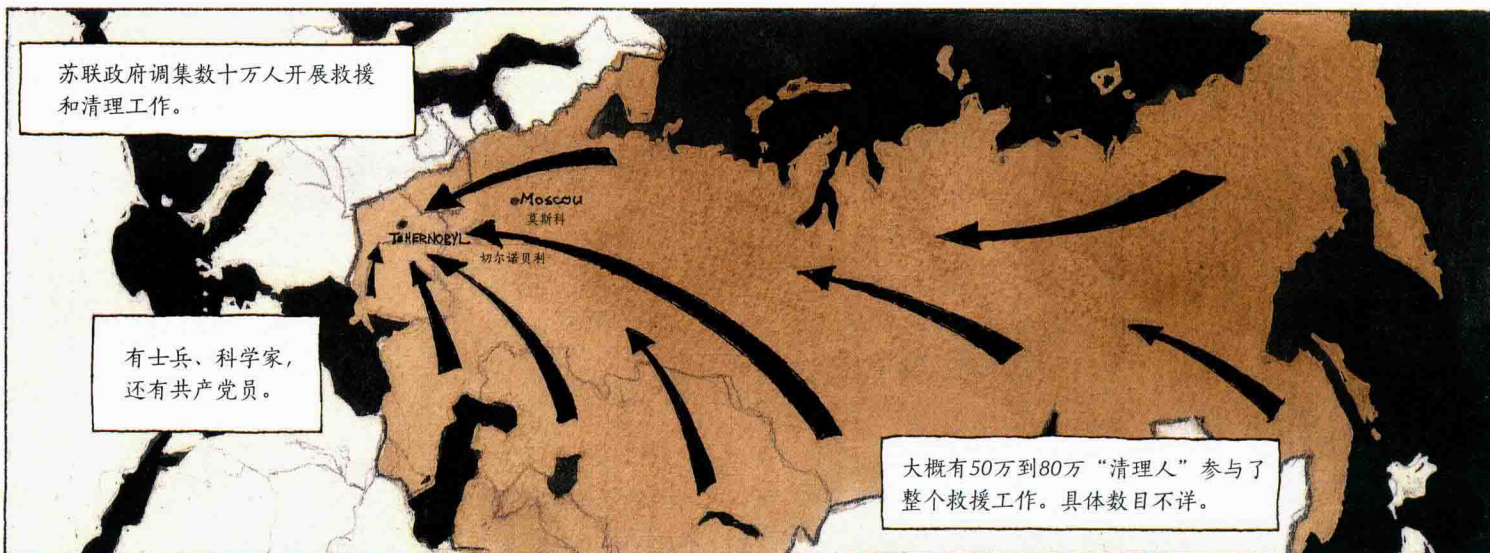 苏联政府调集数十万人开展救援
和清理工作。
Moscou
莫斯科
TCHERNOBYL
切尔诺贝利
有士兵、科学家，
还有共产党员。
大概有50万到80万“清理人”参与了
整个救援工作。具体数目不详。